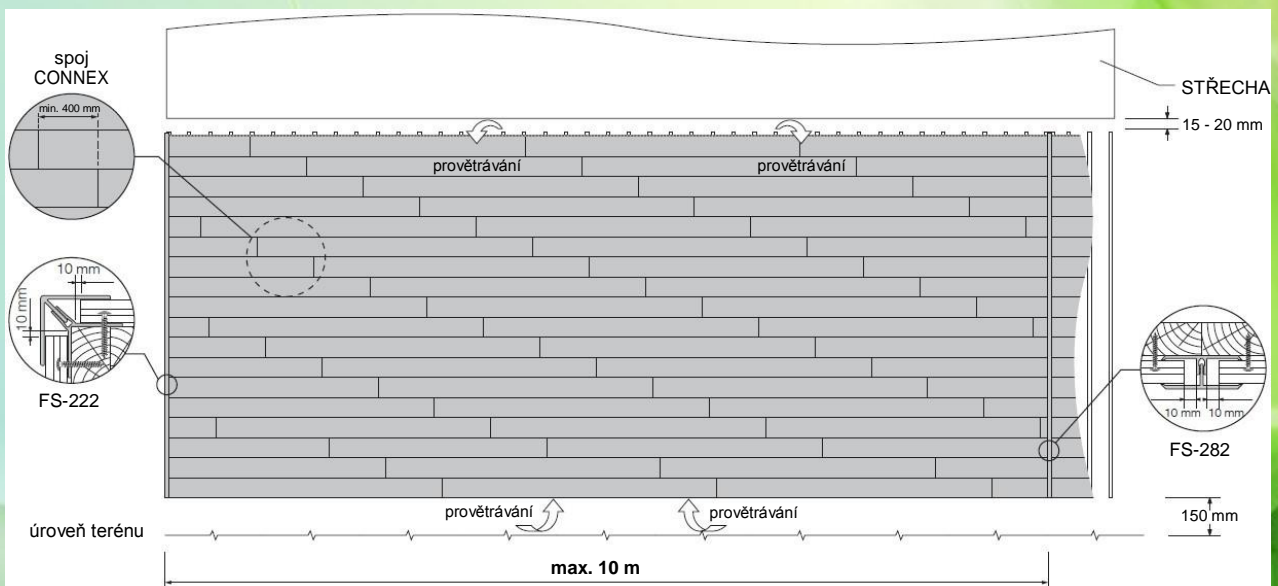 spoj
CONNEX
min. 400 mm
STŘECHA
15 - 20 mm
provětrávání
provětrávání
10 mm
10 mm
FS-222
10 mm
10 mm
FS-282
provětrávání
provětrávání
150 mm
úroveň terénu
max. 10 m